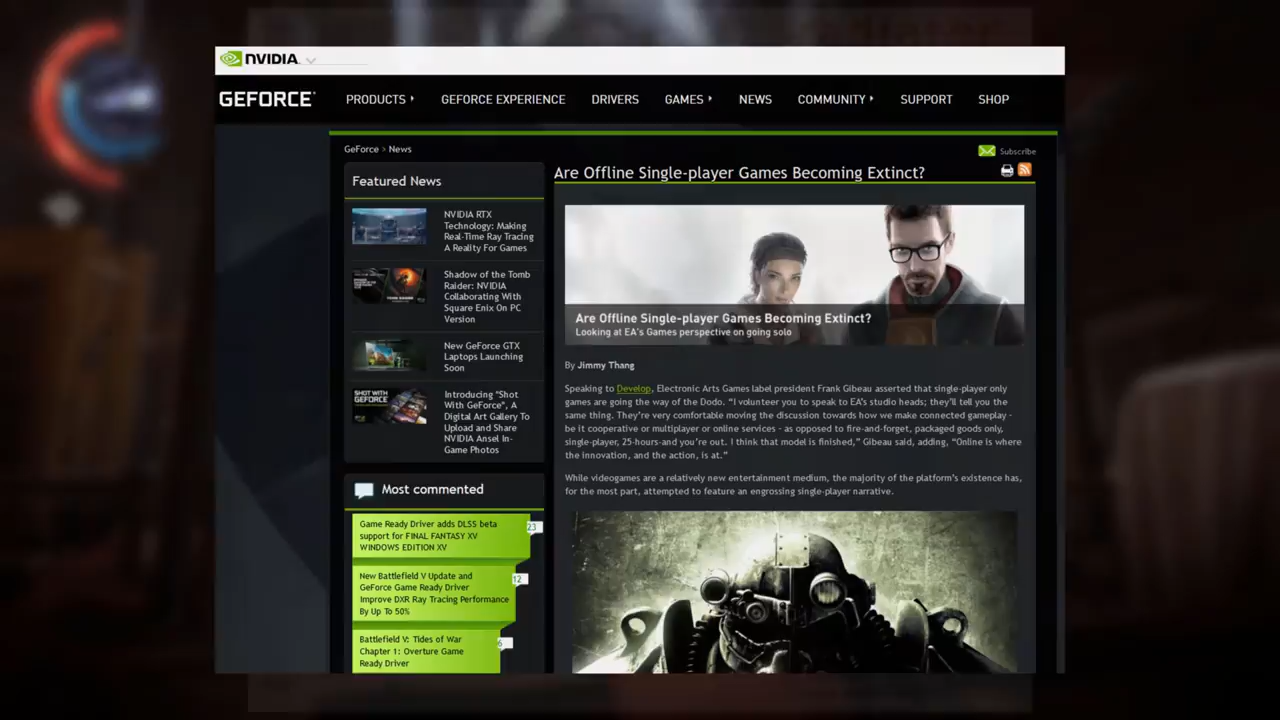 NVIDIA.
GEFORCE
PRODUCTS
GEFORCE EXPERIENCE
DRIVERS
GAMES
NEWS
COMMUNITY
SUPPORT
SHOP
GeForce > News
Subscribe
Featured News
NVIDIA RTX
Technology: Making
Real-Time Ray Tracing
A Reality For Games
Shadow of the Tomb
Raider: NVIDIA
Collaborating With
Square Enix On PC
Version
New GeForce GTX
Laptops Launching
Soon
SHOT WITH
GEFORCE
Introducing "Shot
With GeForce", A
Digital Art Gallery To
Upload and Share
NVIDIA Ansel In-
Game Photos
Most commented
Game Ready Driver adds DLSS beta
support for FINAL FANTASY XV
WINDOWS EDITION XV
23
New Battlefield V Update and
GeForce Game Ready Driver
Improve DXR Ray Tracing Performance
By Up To 50%
12
Battlefield V: Tides of War
Chapter 1: Overture Game
Ready Driver
6
Are Offline Single-player Games Becoming Extinct?
Are Offline Single-player Games Becoming Extinct?
Looking at EA's Games perspective on going solo
By Jimmy Thang
Speaking to Develop, Electronic Arts Games label president Frank Gibeau asserted that single-player only
games are going the way of the Dodo. "I volunteer you to speak to EA's studio heads; they'll tell you the
same thing. They're very comfortable moving the discussion towards how we make connected gameplay -
be it cooperative or multiplayer or online services - as opposed to fire-and-forget, packaged goods only,
single-player, 25-hours-and you're out. I think that model is finished," Gibeau said, adding, "Online is where
the innovation, and the action, is at."
While videogames are a relatively new entertainment medium, the majority of the platform's existence has,
for the most part, attempted to feature an engrossing single-player narrative.